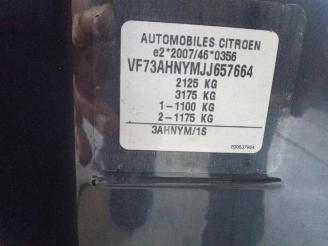 AUTOMOBILES CITROEN
e2*2007/46*0356
VF73AHNYMJJ657664
2125 KG
3175 KG
1-1100 KG
2-1175 KG
3AHNYM/1S